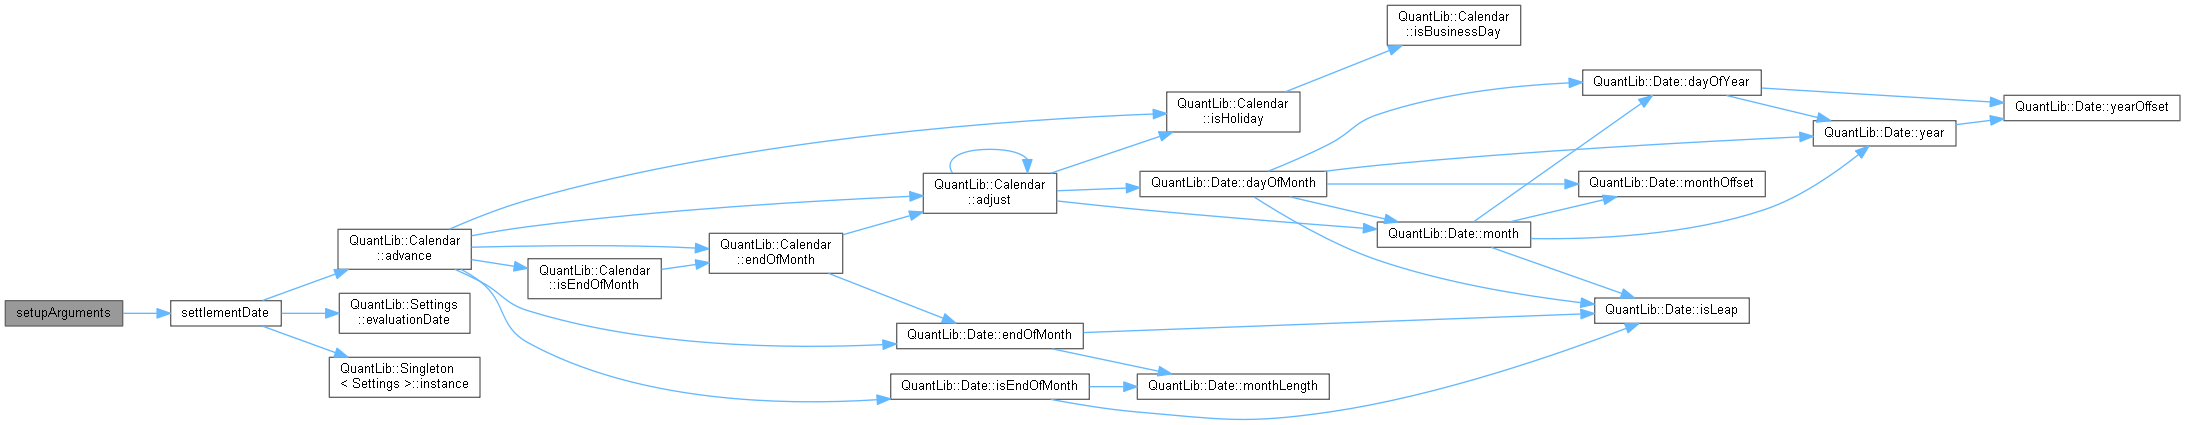 setupArguments
settlementDate
QuantLib::Calendar
::advance
QuantLib::Settings
::evaluationDate
QuantLib::Singleton
< Settings >::instance
QuantLib::Calendar
::isEndOfMonth
QuantLib::Calendar
::endOfMonth
QuantLib::Calendar
::adjust
QuantLib::Date::endOfMonth
QuantLib::Date::isEndOfMonth
QuantLib::Calendar
::isHoliday
QuantLib::Date::dayOfMonth
QuantLib::Date::monthLength
QuantLib::Calendar
::isBusinessDay
QuantLib::Date::month
QuantLib::Date::dayOfYear
QuantLib::Date::monthOffset
QuantLib::Date::isLeap
QuantLib::Date::year
QuantLib::Date::yearOffset